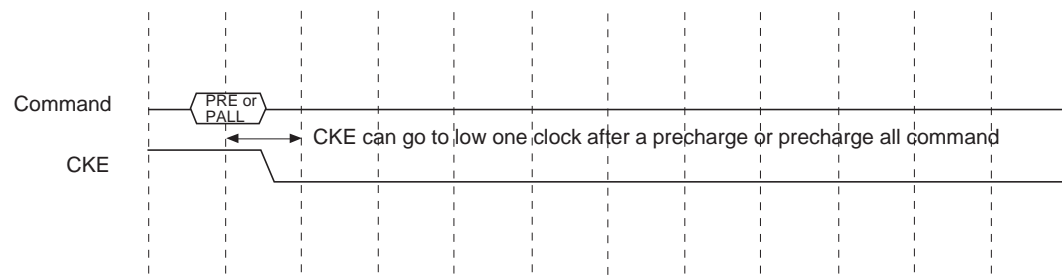 Command
PRE or
PALL
CKE can go to low one clock after a precharge or precharge all command
CKE